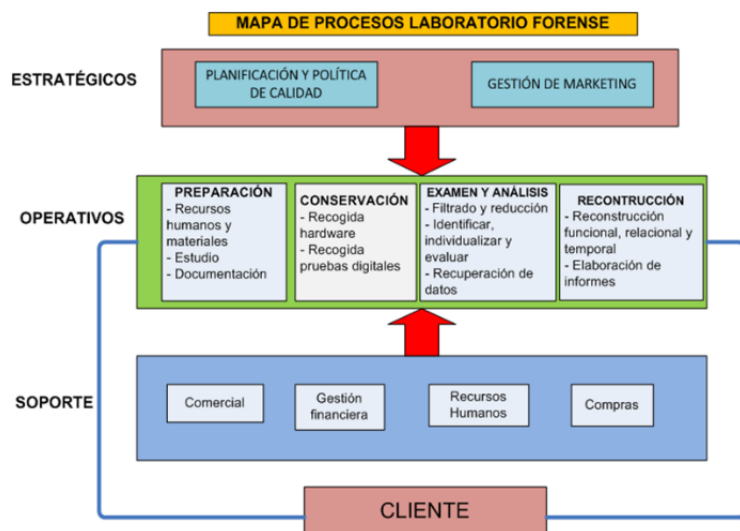 MAPA DE PROCESOS LABORATORIO FORENSE
ESTRATÉGICOS
PLANIFICACIÓN Y POLÍTICA
DE CALIDAD
GESTIÓN DE MARKETING
OPERATIVOS
PREPARACIÓN
- Recursos
humanos y
materiales
- Estudio
- Documentación
CONSERVACIÓN
- Recogida
hardware
- Recogida
pruebas digitales
EXAMEN Y ANÁLISIS
- Filtrado y reducción
- Identificar,
individualizar y
evaluar
- Recuperación de
datos
RECONTRUCCIÓN
- Reconstrucción
funcional, relacional y
temporal
- Elaboración de
informes
SOPORTE
Comercial
Gestión
financiera
Recursos
Humanos
Compras
CLIENTE